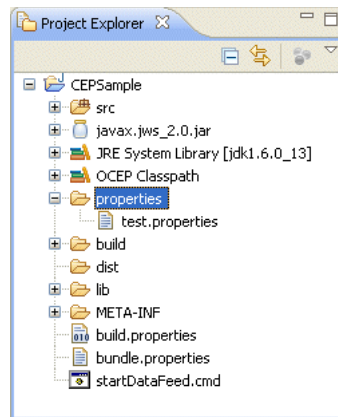 Project Explorer
CEPSample
src
javax.jws_2.0.jar
JRE System Library [jdk1.6.0_13]
OCEP Classpath
properties
test.properties
build
dist
lib
META-INF
010
build.properties
bundle.properties
startDataFeed.cmd